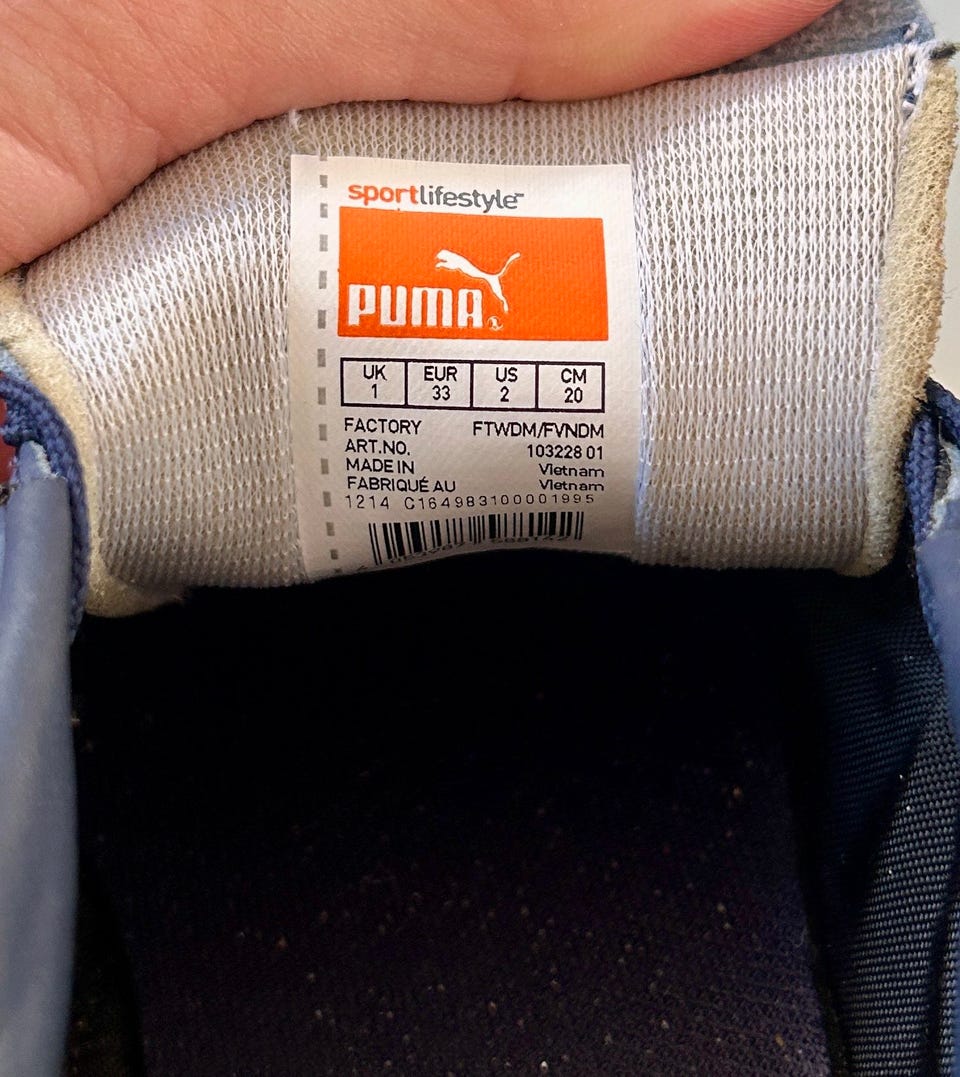 sportlifestyle™
PUMA®
UK EUR US CM
1 33 2 20
FACTORY FTWDM/FVNDM
ART.NO. 103228 01
MADE IN Vietnam
FABRIQUÉ AU Vietnam
1214 C164983100001995